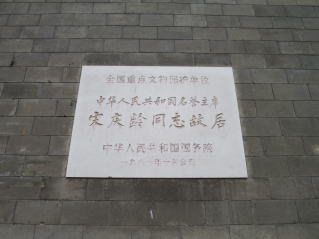 全国重点文物保护单位
中华人民共和国名誉主席
宋庆龄同志故居
中华人民共和国国务院